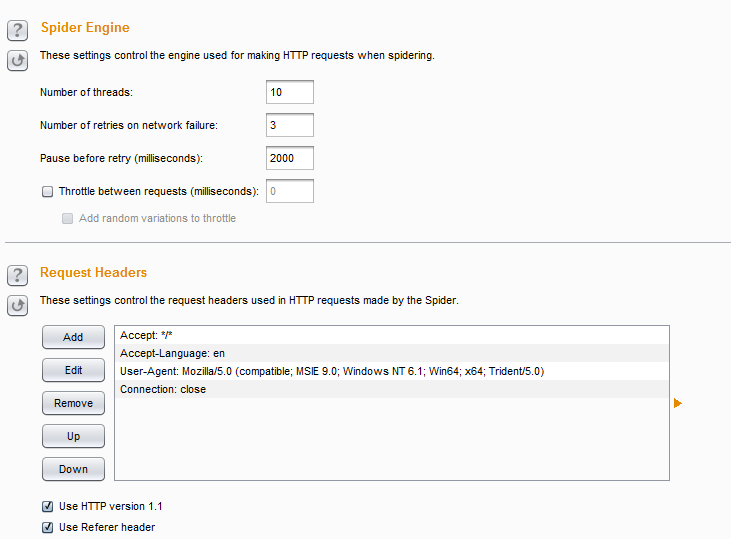 Spider Engine
These settings control the engine used for making HTTP requests when spidering.
Number of threads: 10
Number of retries on network failure: 3
Pause before retry (milliseconds): 2000
Throttle between requests (milliseconds): 0
Add random variations to throttle
Request Headers
These settings control the request headers used in HTTP requests made by the Spider.
Add
Edit
Remove
Up
Down
Accept: */*
Accept-Language: en
User-Agent: Mozilla/5.0 (compatible; MSIE 9.0; Windows NT 6.1; Win64; x64; Trident/5.0)
Connection: close
Use HTTP version 1.1
Use Referer header